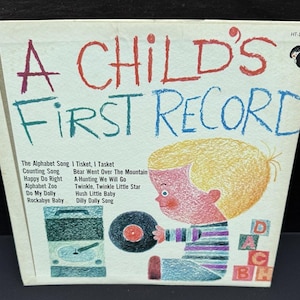 HT-
A CHiLD'S
FiRST RECORD
The Alphabet Song
Counting Song
Happy Do Right
Alphabet Zoo
Do My Dolly
Rockabye Baby
I Tisket, I Tasket
Bear Went Over The Mountain
A-Hunting We Will Go
Twinkle, Twinkle Little Star
Hush Little Baby
Dilly Dally Song
D
A
C
B
H